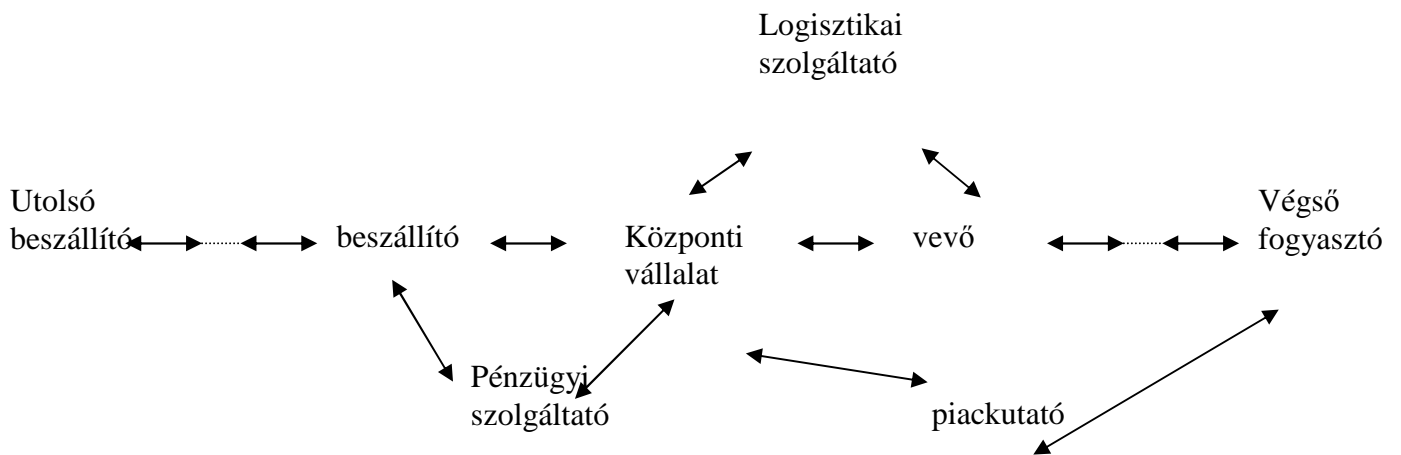 Logisztikai
szolgáltató
Utolsó
beszállító
beszállító
Központi
vállalat
vevő
Végső
fogyasztó
Pénzügyi
szolgáltató
piackutató